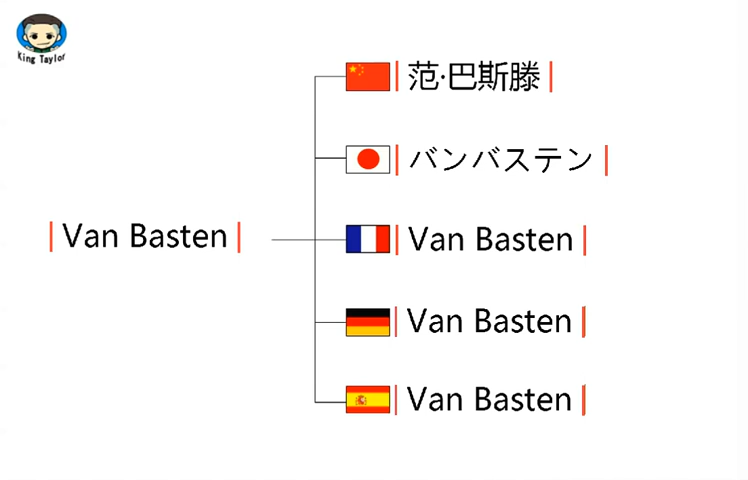 King Taylor
范·巴斯滕
バンバステン
Van Basten
Van Basten
Van Basten
Van Basten